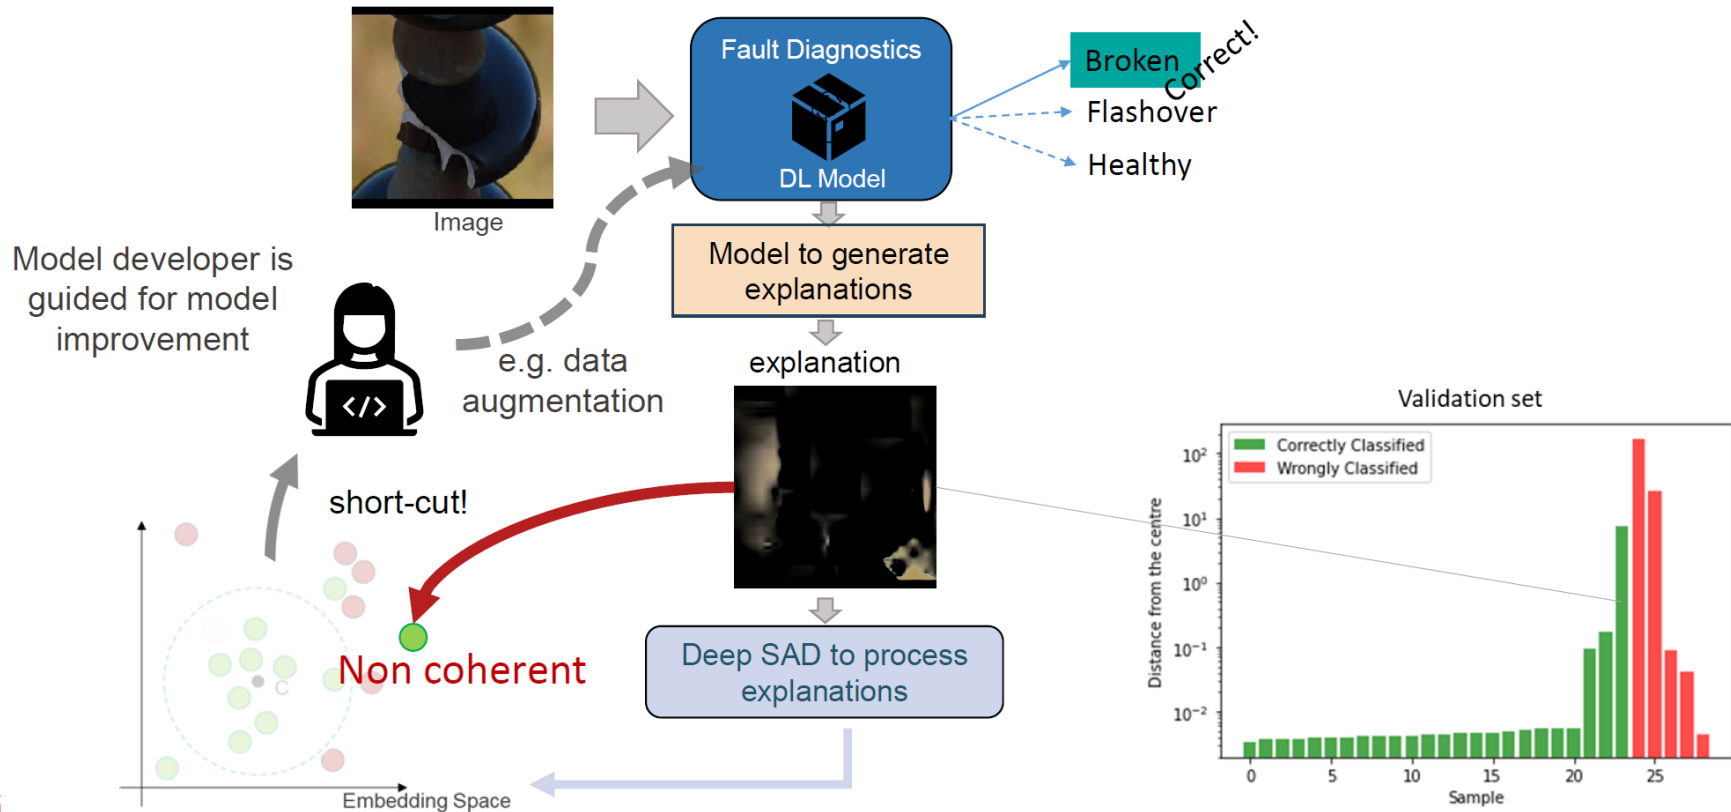 Fault Diagnostics
DL Model
Broken
Correct!
Flashover
Healthy
Image
Model to generate
explanations
Model developer is
guided for model
improvement
</>
e.g. data
augmentation
explanation
short-cut!
Non coherent
C
Embedding Space
Deep SAD to process
explanations
Validation set
Correctly Classified
Wrongly Classified
Distance from the centre
10²
10¹
10⁰
10⁻¹
10⁻²
0 5 10 15 20 25
Sample